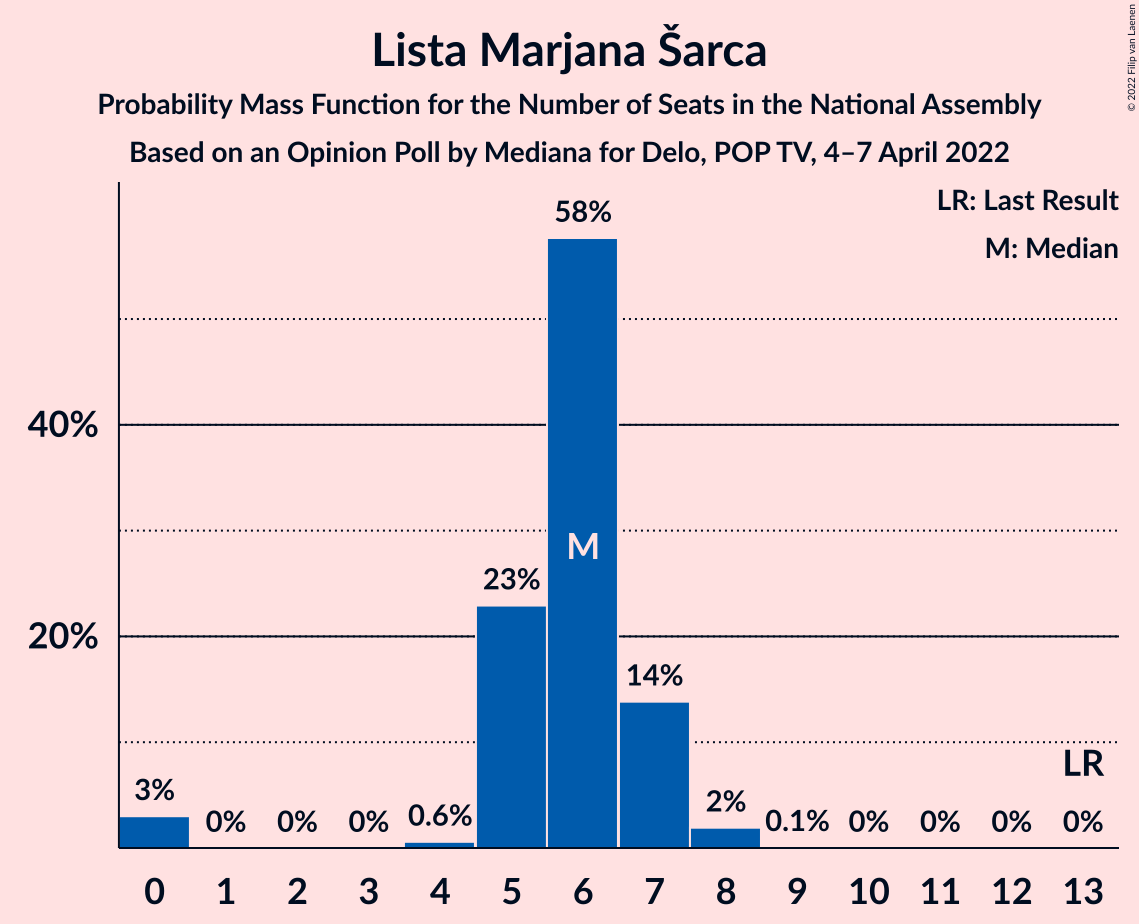 Lista Marjana Šarca
Probability Mass Function for the Number of Seats in the National Assembly
Based on an Opinion Poll by Mediana for Delo, POP TV, 4–7 April 2022
© 2022 Filip van Laenen
LR: Last Result
M: Median
58%
40%
M
23%
20%
14%
LR
3%
0%
0%
0%
0.6%
2%
0.1%
0%
0%
0%
0%
0 1 2 3 4 5 6 7 8 9 10 11 12 13